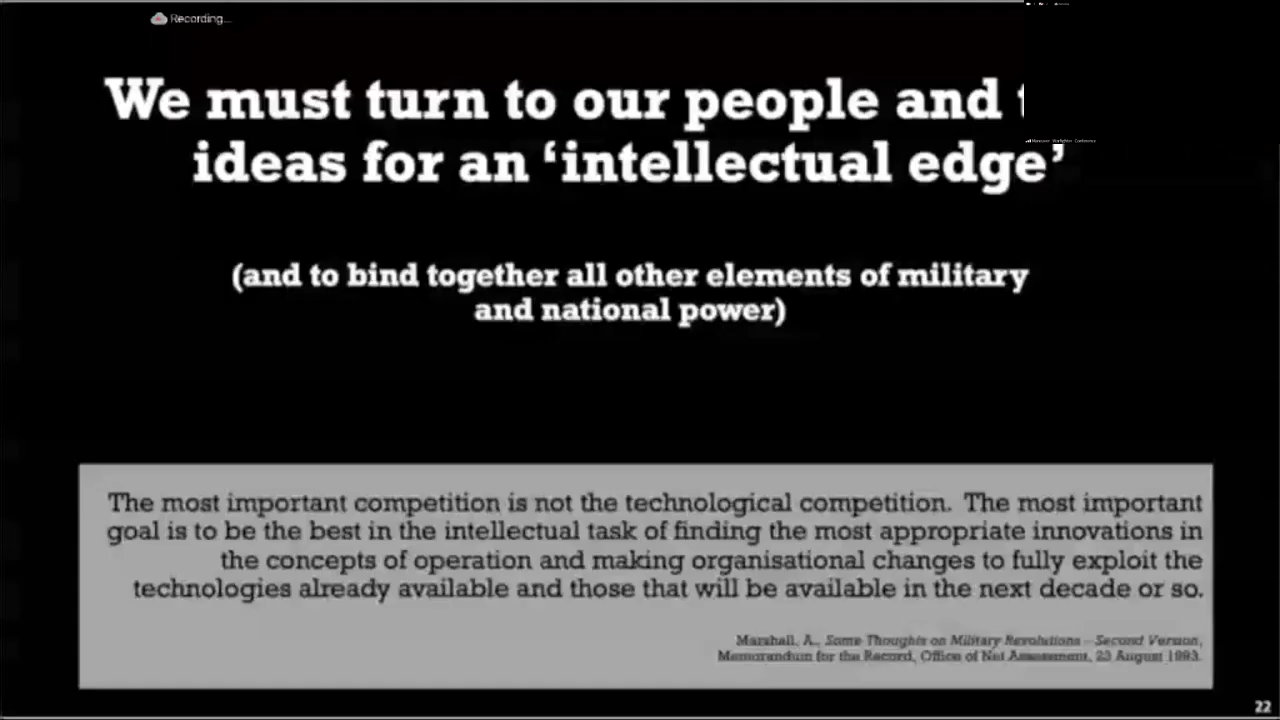 Recording...
We must turn to our people and
ideas for an ‘intellectual edge’
(and to bind together all other elements of military
and national power)
The most important competition is not the technological competition. The most important
goal is to be the best in the intellectual task of finding the most appropriate innovations in
the concepts of operation and making organisational changes to fully exploit the
technologies already available and those that will be available in the next decade or so.
Marshall, A., Some Thoughts on Military Revolutions – Second Version,
Memorandum for the Record, Office of Net Assessment, 23 August 1993.
22